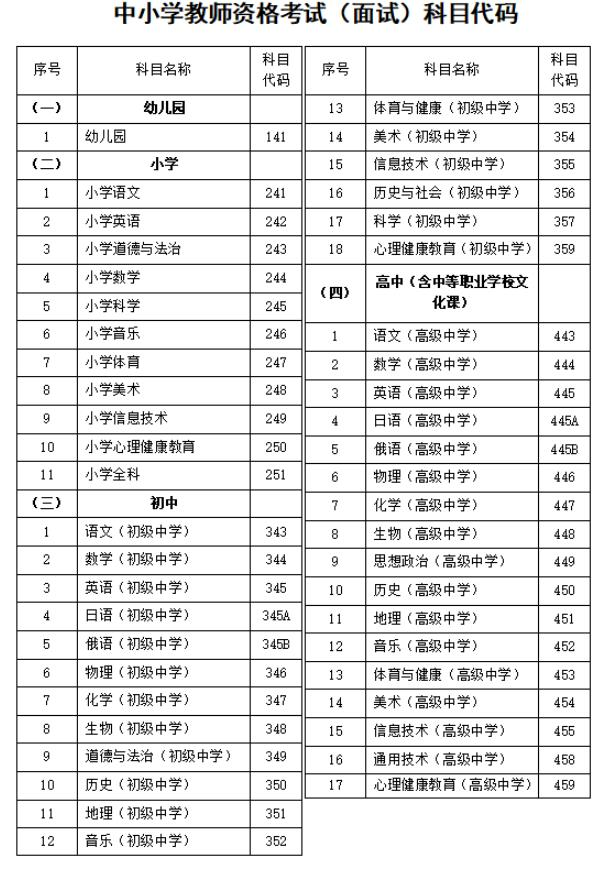 中小学教师资格考试（面试）科目代码
序号 科目名称 科目代码
（一） 幼儿园
1 幼儿园 141
（二） 小学
1 小学语文 241
2 小学英语 242
3 小学道德与法治 243
4 小学数学 244
5 小学科学 245
6 小学音乐 246
7 小学体育 247
8 小学美术 248
9 小学信息技术 249
10 小学心理健康教育 250
11 小学全科 251
（三） 初中
1 语文（初级中学） 343
2 数学（初级中学） 344
3 英语（初级中学） 345
4 日语（初级中学） 345A
5 俄语（初级中学） 345B
6 物理（初级中学） 346
7 化学（初级中学） 347
8 生物（初级中学） 348
9 道德与法治（初级中学） 349
10 历史（初级中学） 350
11 地理（初级中学） 351
12 音乐（初级中学） 352
序号 科目名称 科目代码
13 体育与健康（初级中学） 353
14 美术（初级中学） 354
15 信息技术（初级中学） 355
16 历史与社会（初级中学） 356
17 科学（初级中学） 357
18 心理健康教育（初级中学） 359
（四） 高中（含中等职业学校文化课）
1 语文（高级中学） 443
2 数学（高级中学） 444
3 英语（高级中学） 445
4 日语（高级中学） 445A
5 俄语（高级中学） 445B
6 物理（高级中学） 446
7 化学（高级中学） 447
8 生物（高级中学） 448
9 思想政治（高级中学） 449
10 历史（高级中学） 450
11 地理（高级中学） 451
12 音乐（高级中学） 452
13 体育与健康（高级中学） 453
14 美术（高级中学） 454
15 信息技术（高级中学） 455
16 通用技术（高级中学） 458
17 心理健康教育（高级中学） 459